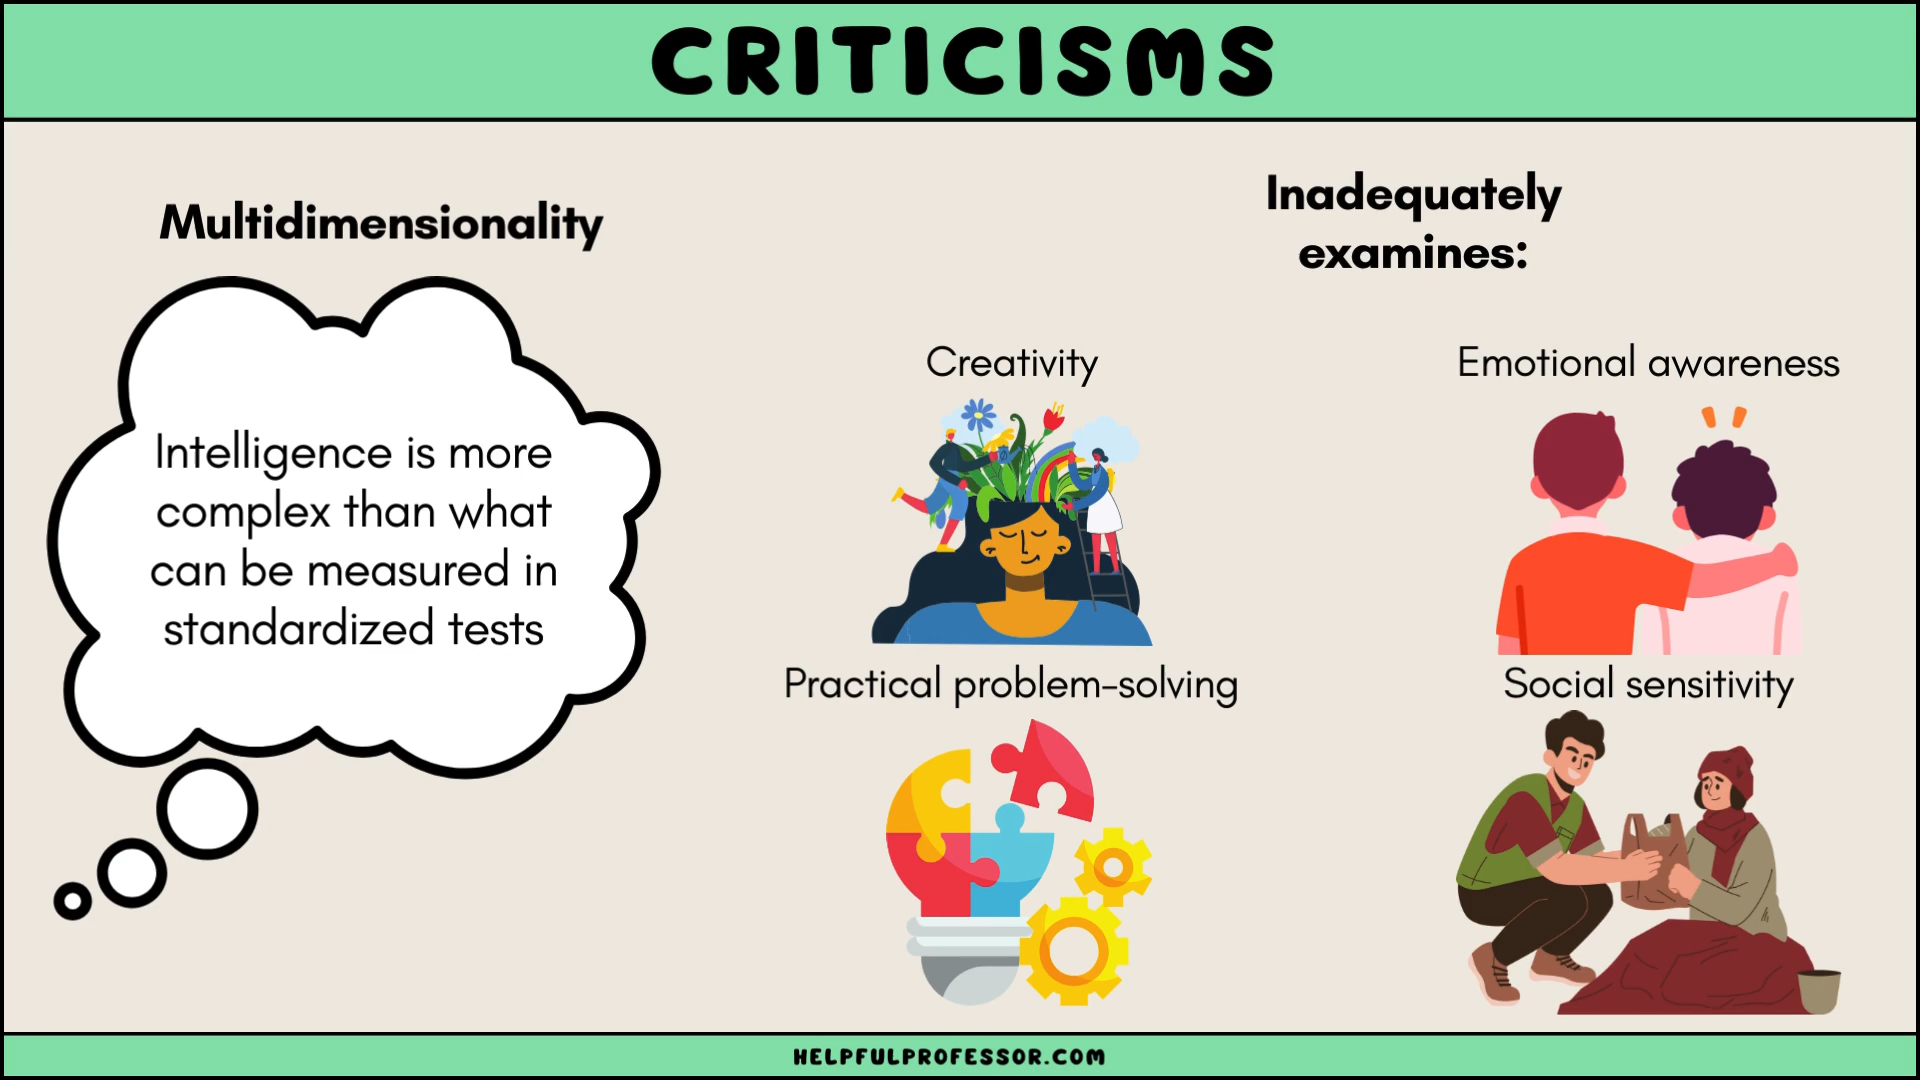 CRITICISMS
Multidimensionality
Intelligence is more
complex than what
can be measured in
standardized tests
Inadequately
examines:
Creativity
Emotional awareness
Practical problem-solving
Social sensitivity
HELPFULPROFESSOR.COM